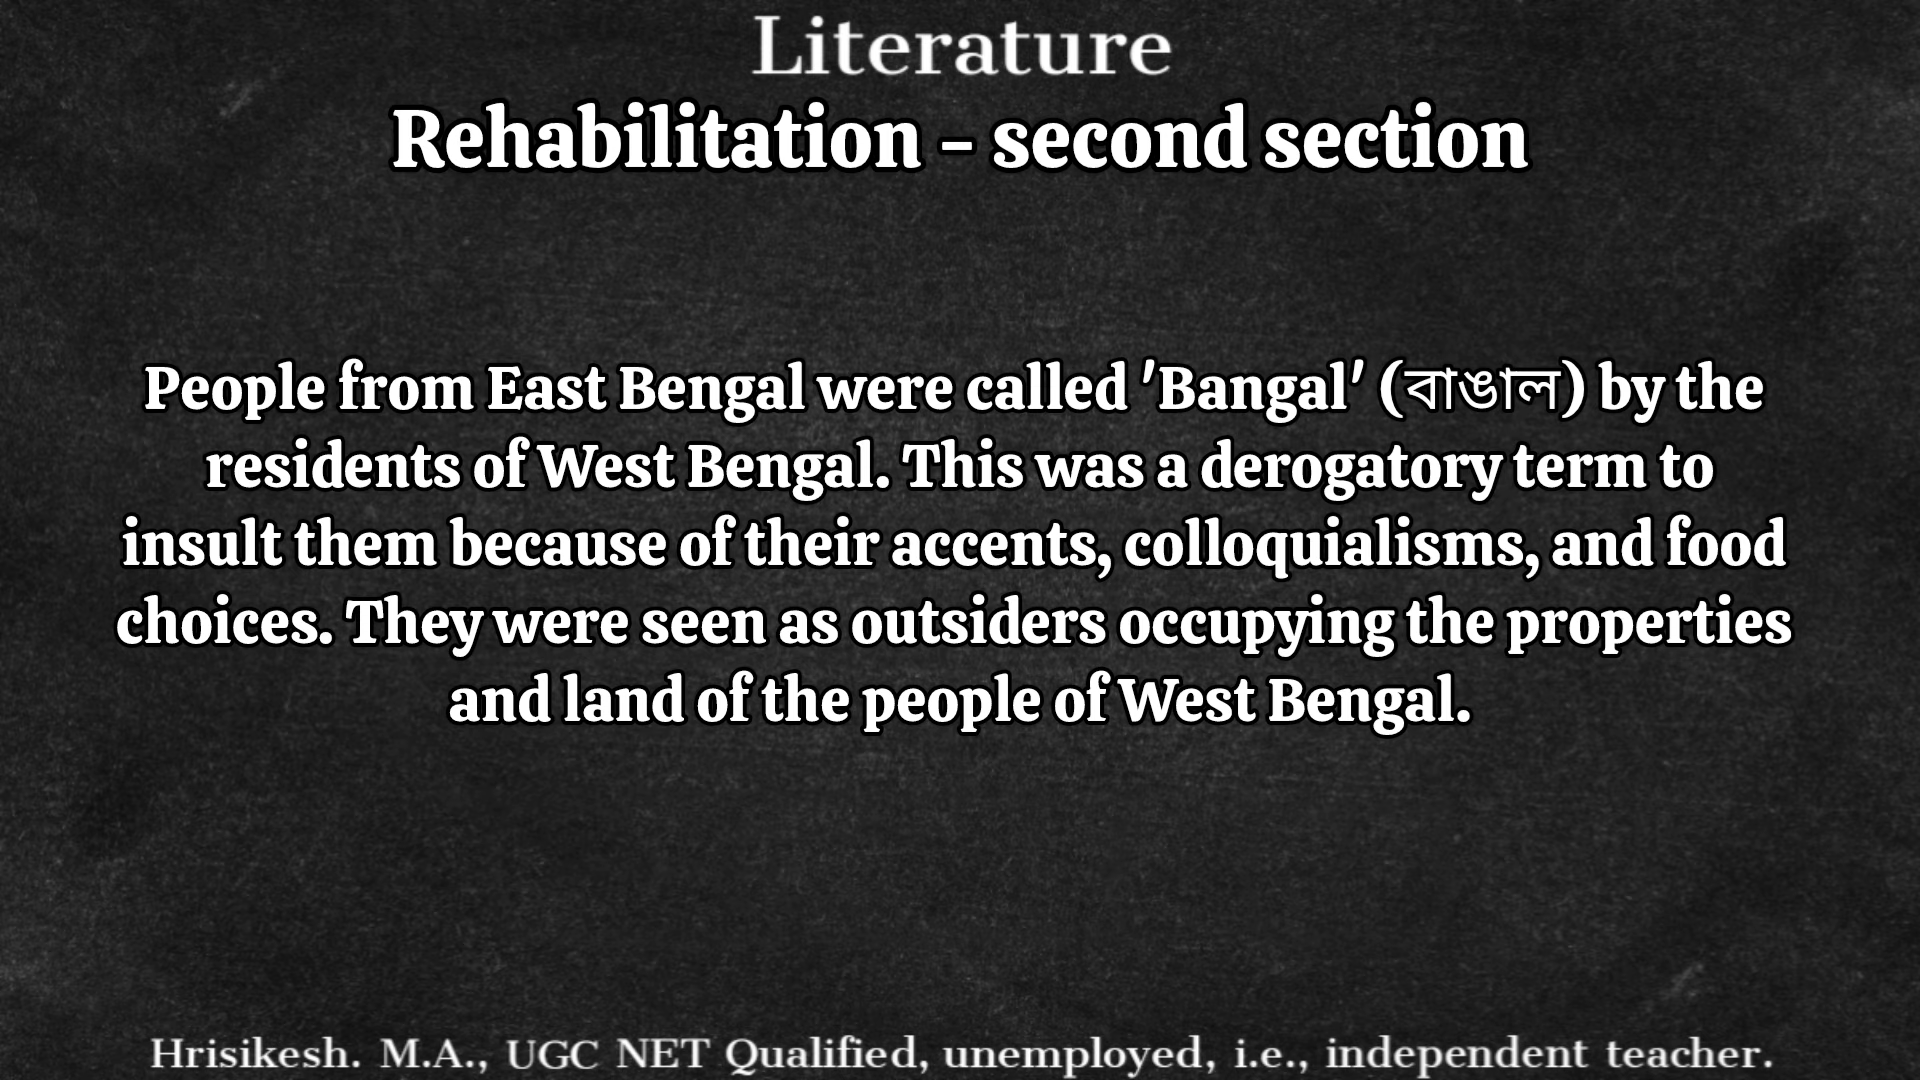 Literature
Rehabilitation - second section
People from East Bengal were called 'Bangal' (বাঙাল) by the
residents of West Bengal. This was a derogatory term to
insult them because of their accents, colloquialisms, and food
choices. They were seen as outsiders occupying the properties
and land of the people of West Bengal.
Hrisikesh. M.A., UGC NET Qualified, unemployed, i.e., independent teacher.